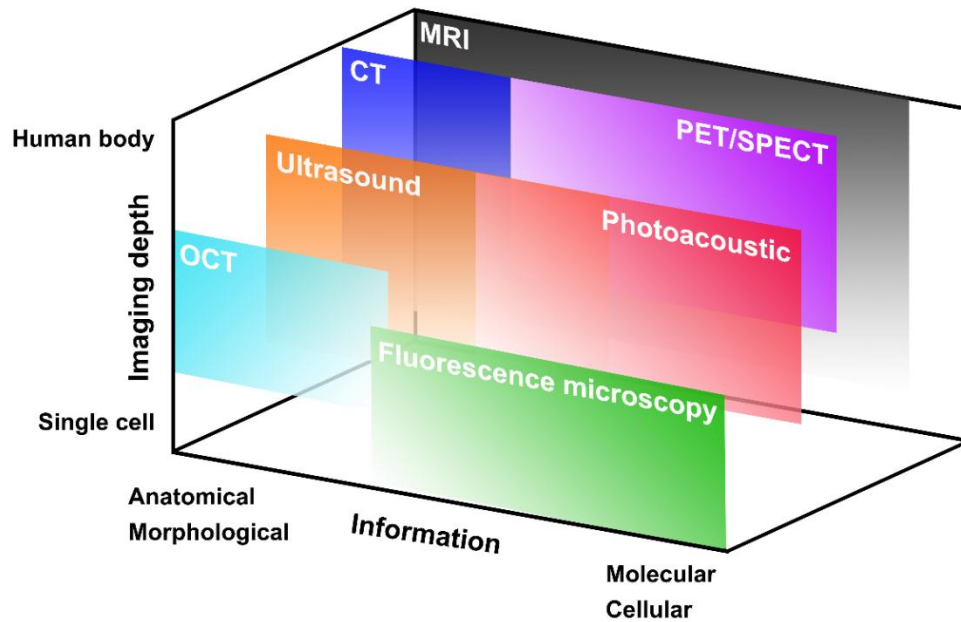 MRI
CT
Human body
PET/SPECT
Ultrasound
Photoacoustic
OCT
Imaging depth
Fluorescence microscopy
Single cell
Anatomical
Morphological
Information
Molecular
Cellular